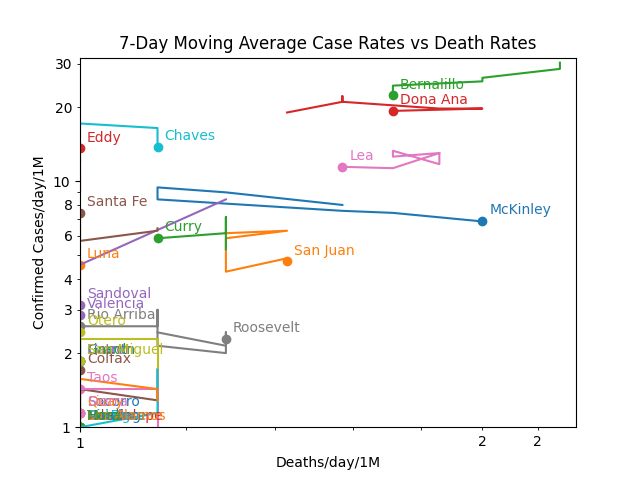 7-Day Moving Average Case Rates vs Death Rates
30
Bernalillo
Dona Ana
20
Eddy
Chaves
Lea
10
8
Santa Fe
McKinley
Curry
6
Luna
San Juan
4
Sandoval
Valencia
3
Rio Arriba
Otero
Roosevelt
2
Colfax
Taos
Socorro
1
1
2
2
Confirmed Cases/day/1M
Deaths/day/1M